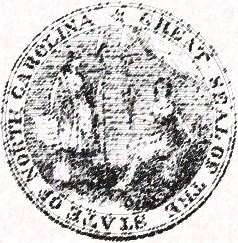 ★ GREAT SEAL OF THE STATE OF NORTH CAROLINA